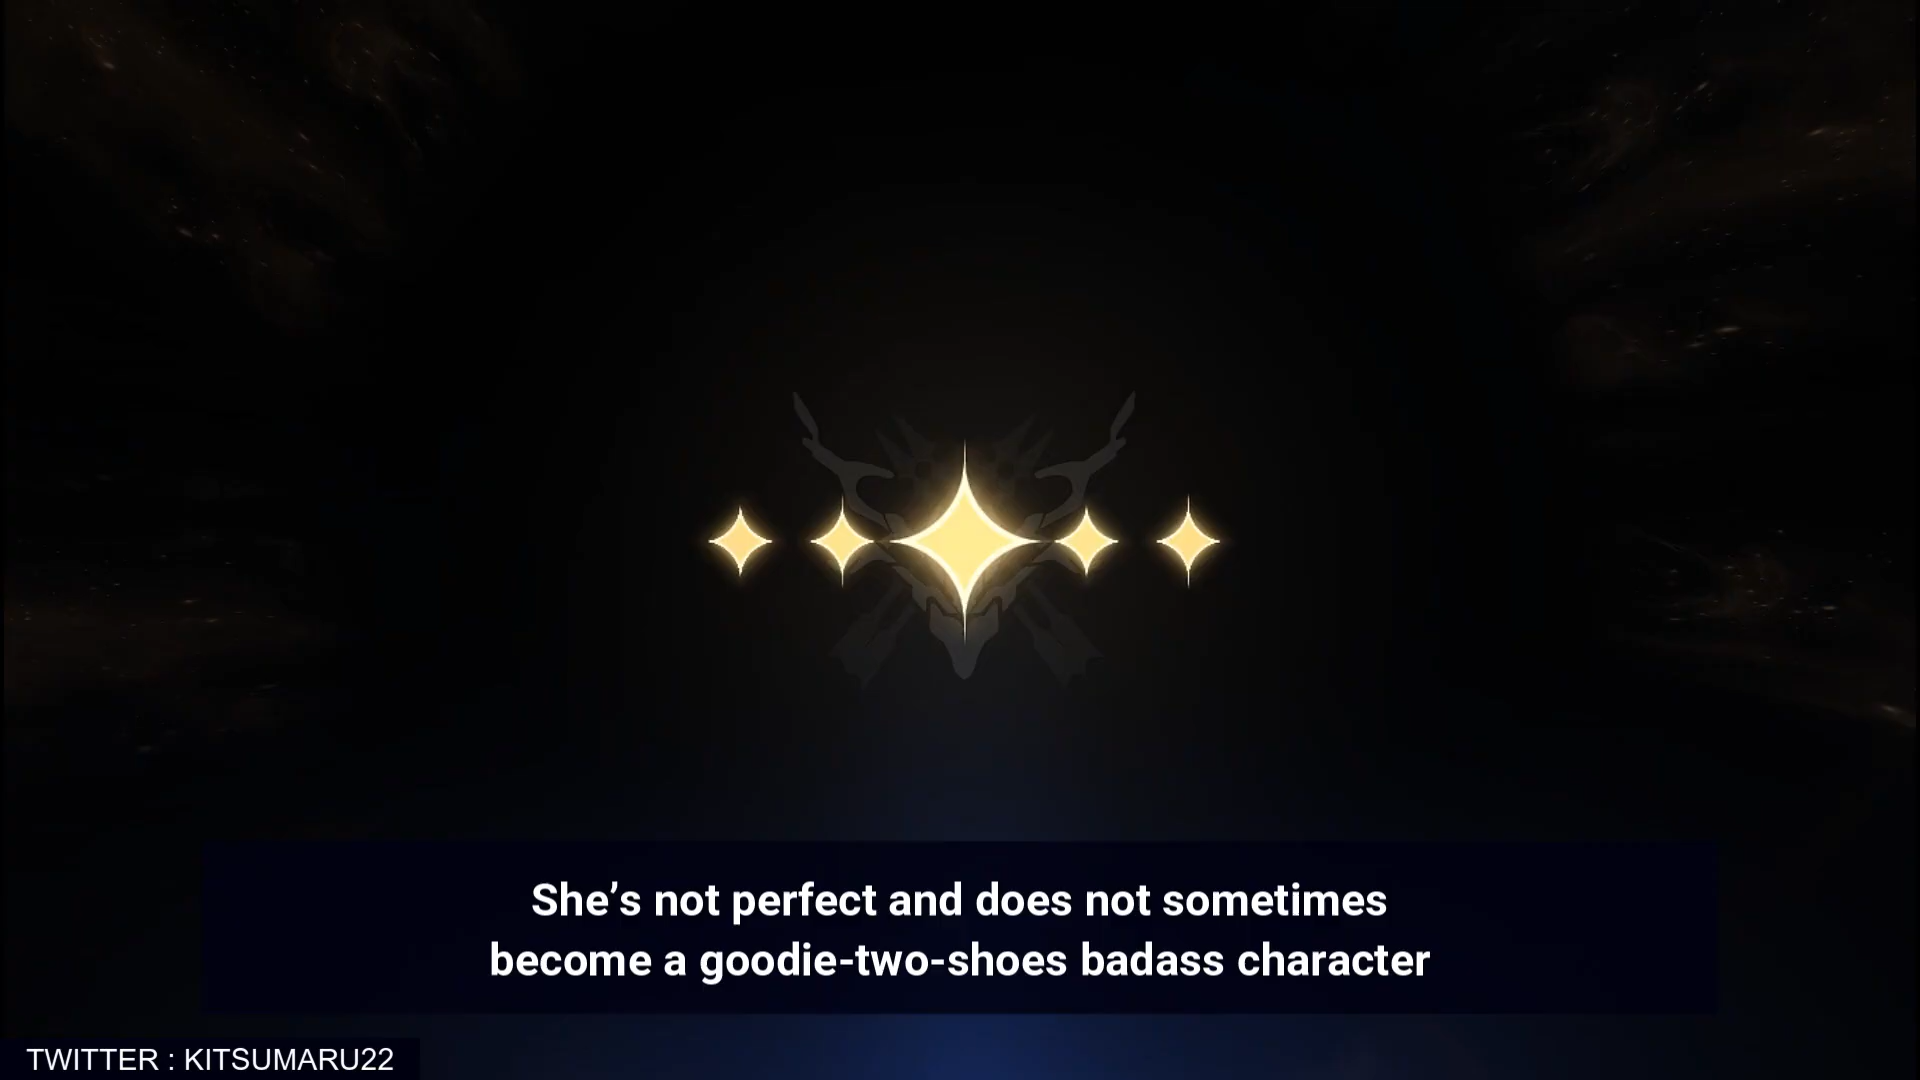 She’s not perfect and does not sometimes
become a goodie-two-shoes badass character
TWITTER : KITSUMARU22